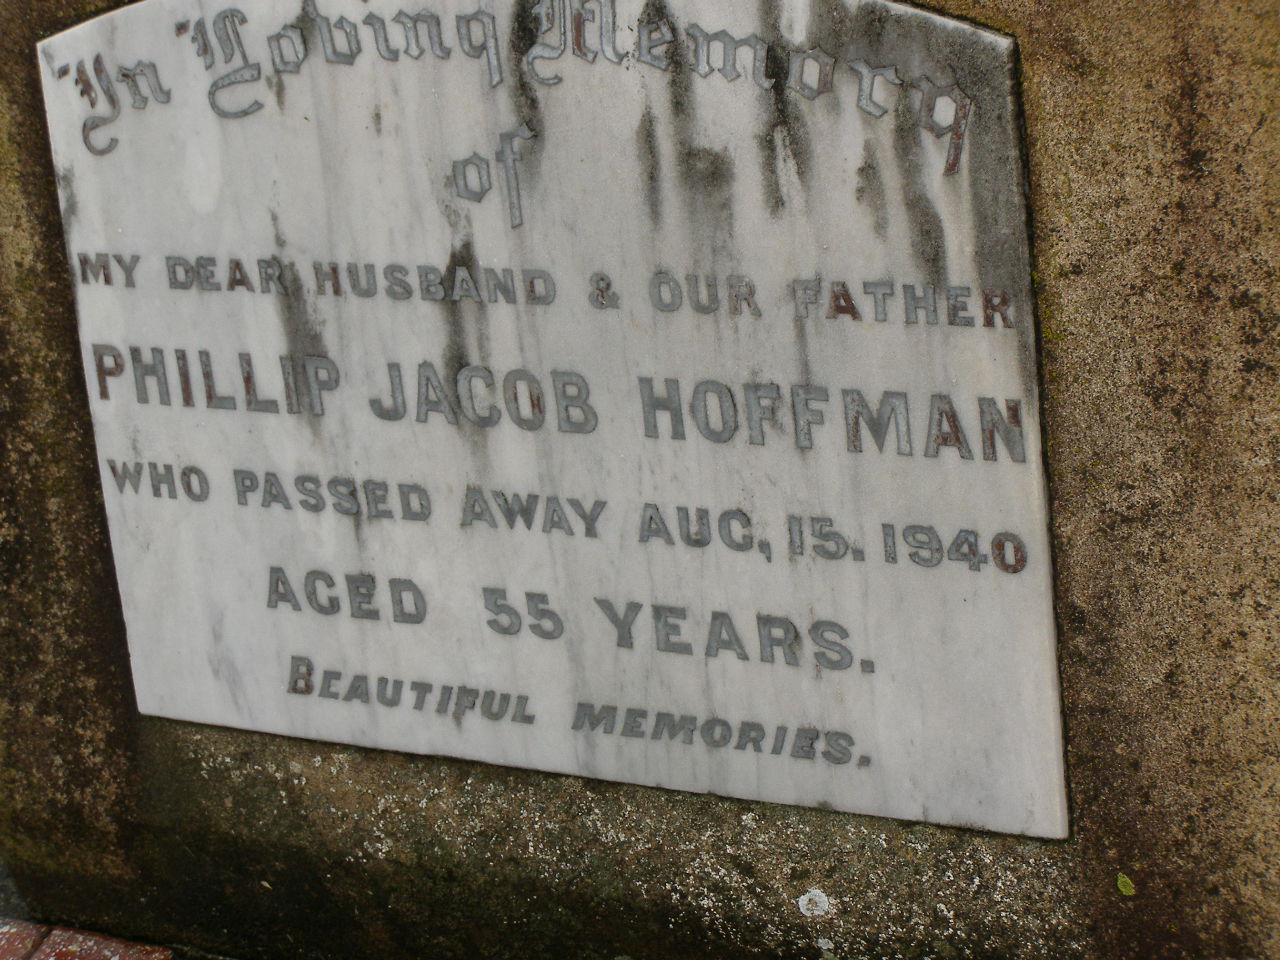 In Loving Memory
of
MY DEAR HUSBAND & OUR FATHER
PHILLIP JACOB HOFFMAN
WHO PASSED AWAY AUG, 15. 1940
AGED 55 YEARS.
BEAUTIFUL MEMORIES.